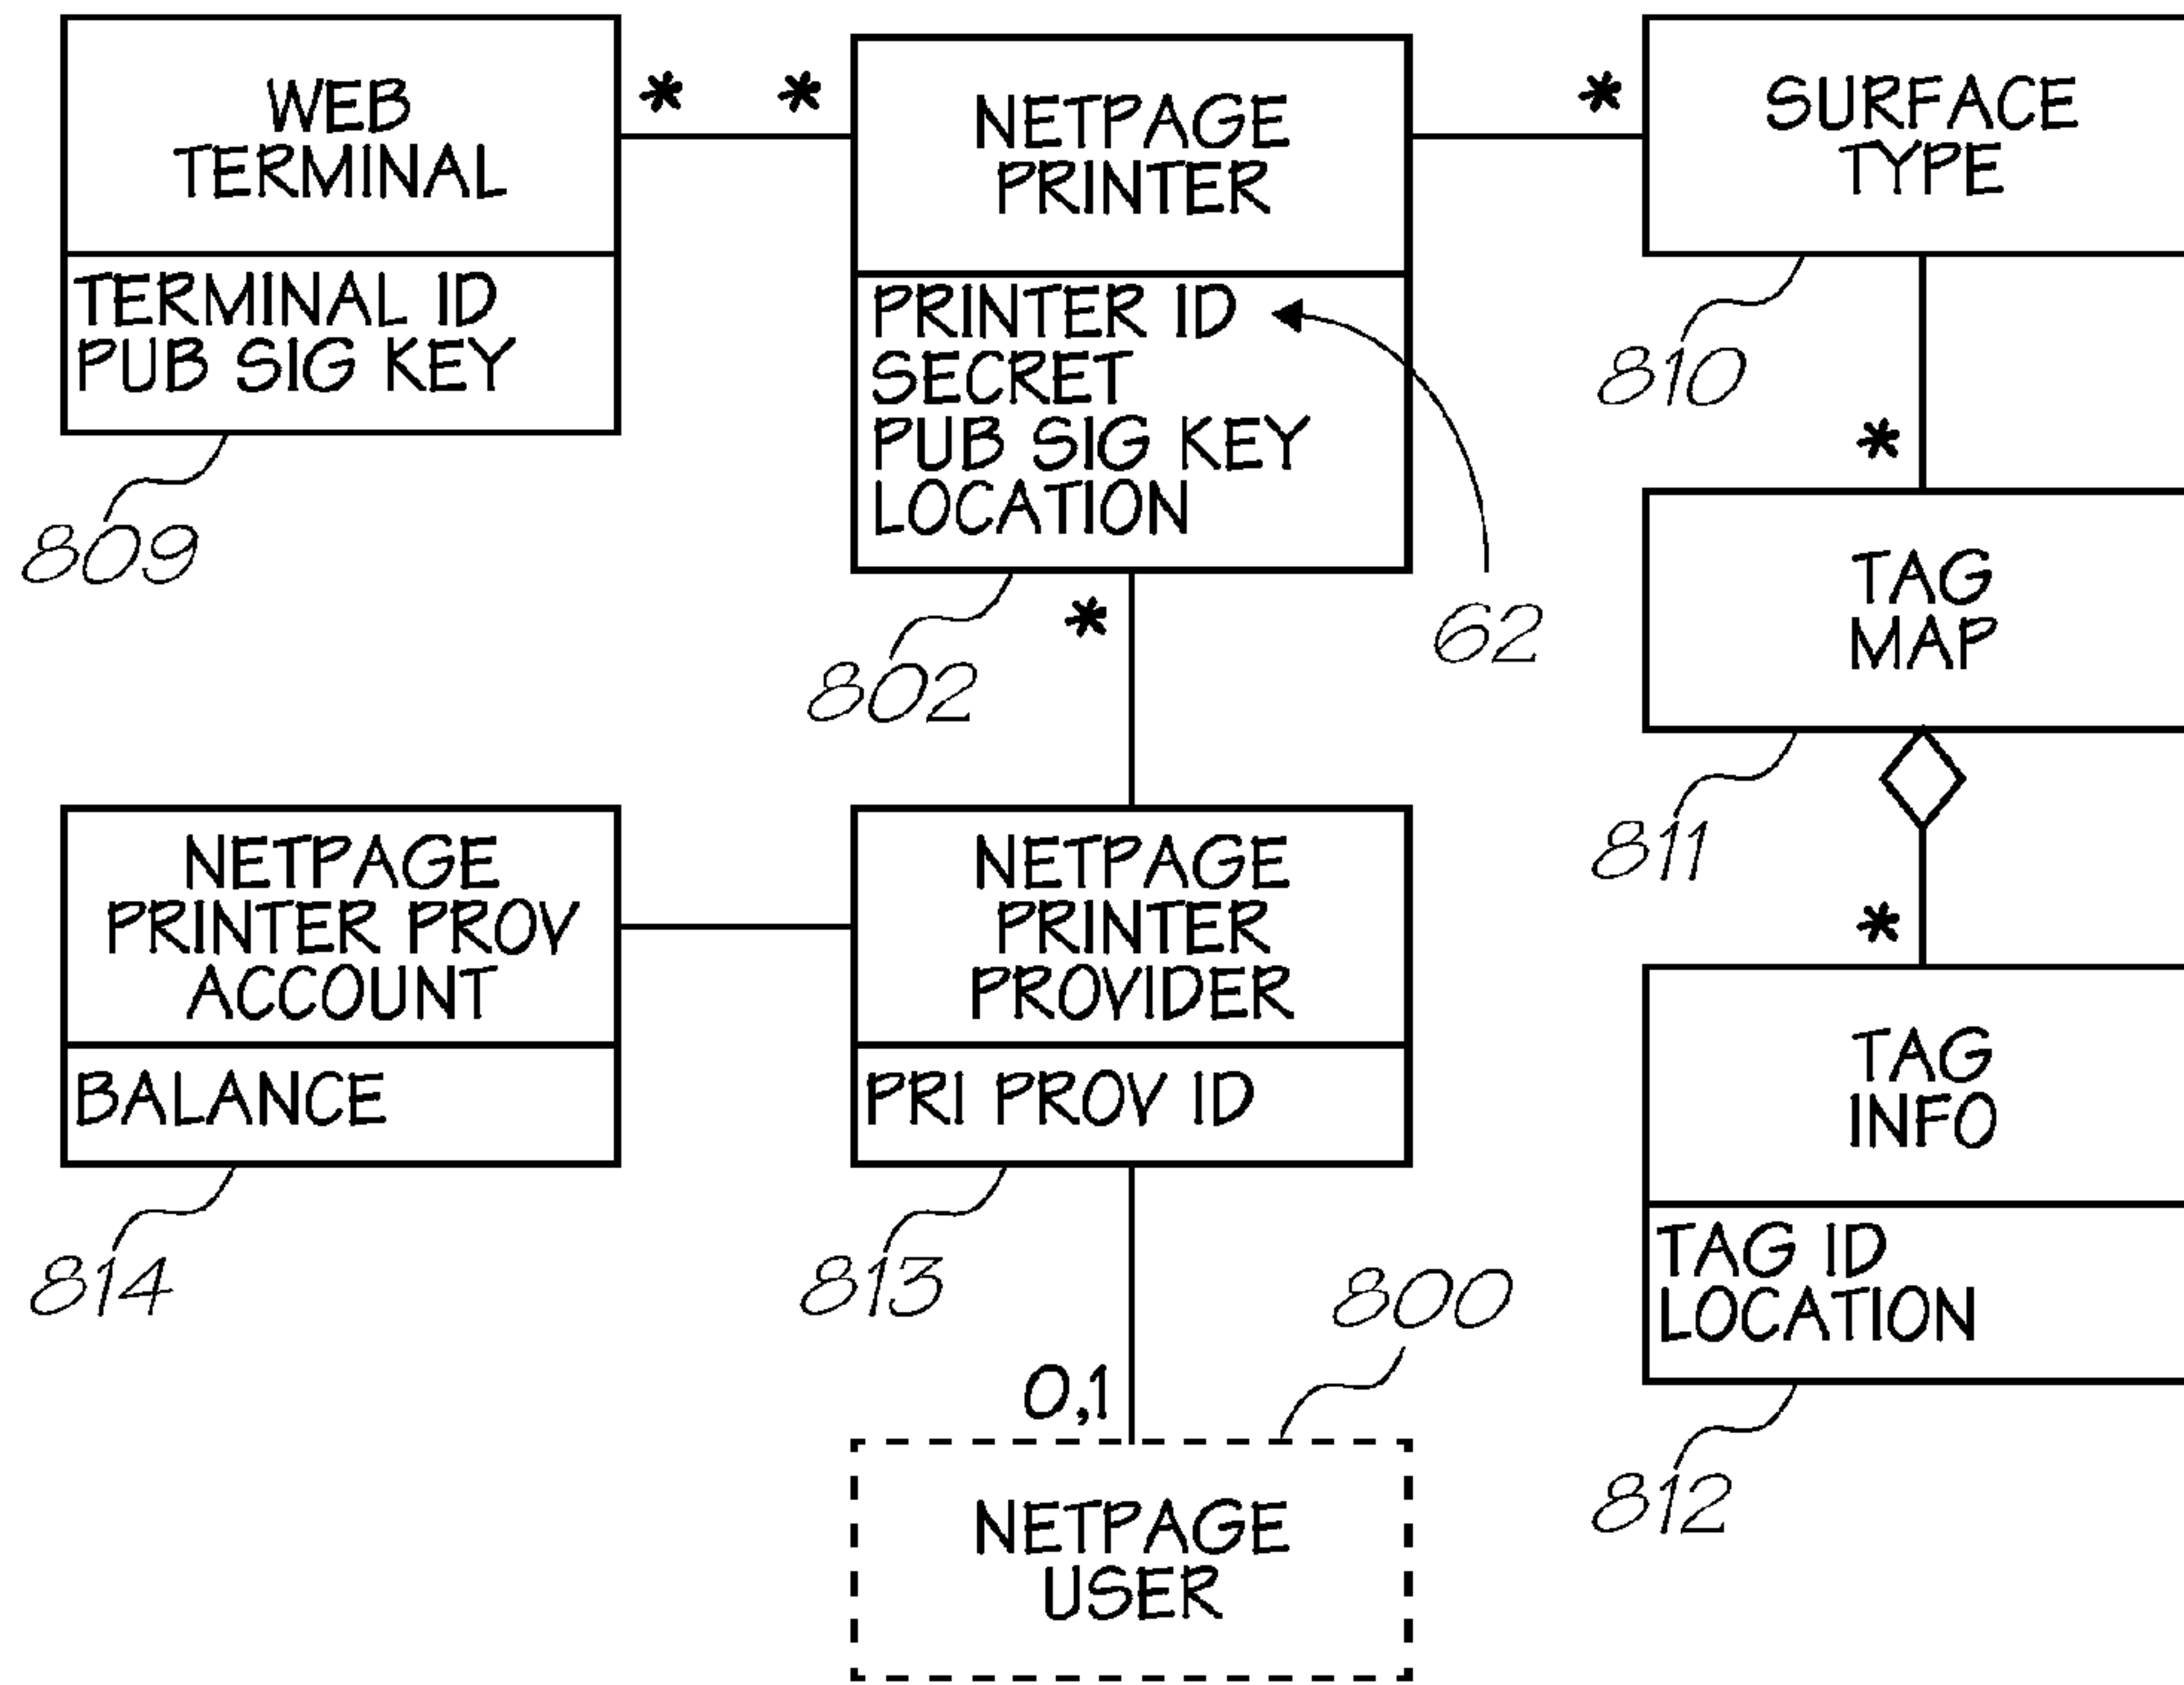 WEB
TERMINAL
TERMINAL ID
PUB SIG KEY
809
*
*
NETPAGE
PRINTER
PRINTER ID
SECRET
PUB SIG KEY
LOCATION
62
802
*
*
SURFACE
TYPE
810
*
TAG
MAP
811
*
TAG
INFO
TAG ID
LOCATION
812
NETPAGE
PRINTER PROV
ACCOUNT
BALANCE
814
NETPAGE
PRINTER
PROVIDER
PRI PROV ID
813
800
0,1
NETPAGE
USER